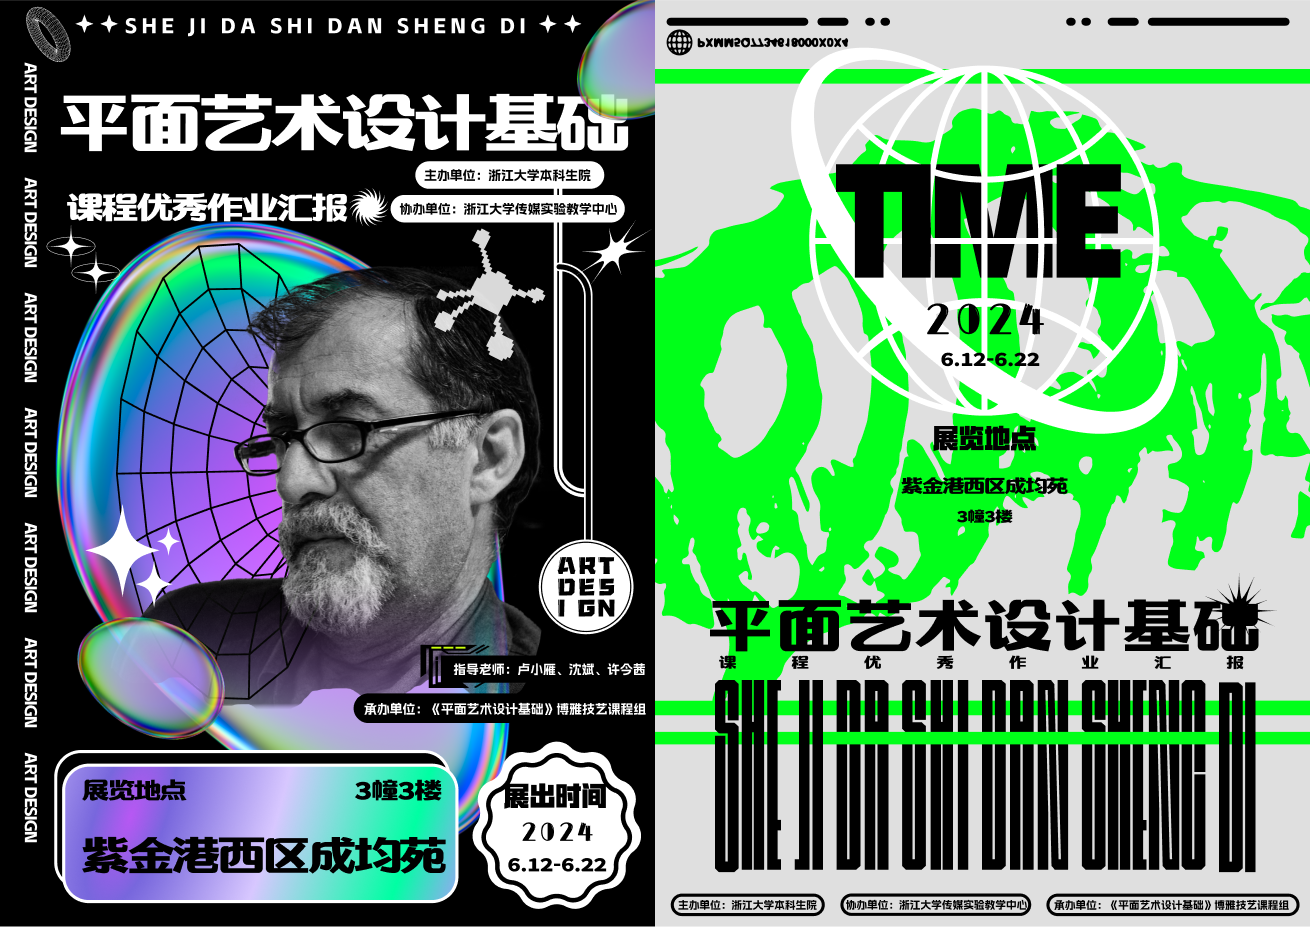 SHE JI DA SHI DAN SHENG DI
ART DESIGN
ART DESIGN
ART DESIGN
ART DESIGN
ART DESIGN
ART DESIGN
ART DESIGN
平面艺术设计基础
主办单位：浙江大学本科生院
课程优秀作业汇报
协办单位：浙江大学传媒实验教学中心
ART
DES
IGN
指导老师：卢小雁、沈斌、许今茜
承办单位：《平面艺术设计基础》博雅技艺课程组
展览地点 3幢3楼
紫金港西区成均苑
展出时间
2024
6.12-6.22
PXMM5Q7734618000X0X4
TIME
2024
6.12-6.22
展览地点
紫金港西区成均苑
3幢3楼
平面艺术设计基础
课程优秀作业汇报
SHE JI DA SHI DAN SHENG DI
主办单位：浙江大学本科生院
协办单位：浙江大学传媒实验教学中心
承办单位：《平面艺术设计基础》博雅技艺课程组